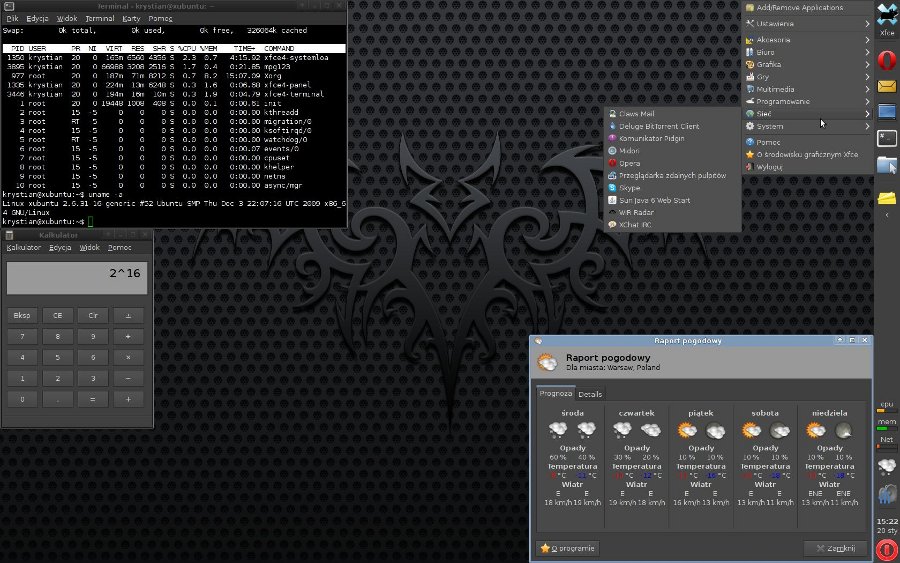 Terminal - krystian@xubuntu: ~
Plik Edycja Widok Terminal Karty Pomoc
Swap: 0k total, 0k used, 0k free, 326064k cached
PID USER PR NI VIRT RES SHR S %CPU %MEM TIME+ COMMAND
1350 krystian 20 0 165m 6560 4356 S 2.3 0.7 4:15.92 xfce4-systemloa
3895 krystian 20 0 66988 3208 2516 S 1.7 0.4 0:21.85 mpg123
977 root 20 0 187m 71m 8212 S 0.7 8.2 15:07.09 Xorg
1335 krystian 20 0 224m 13m 6248 S 0.3 1.6 0:06.68 xfce4-panel
3446 krystian 20 0 194m 16m 10m S 0.3 1.9 0:04.79 xfce4-terminal
1 root 20 0 19448 1008 408 S 0.0 0.1 0:00.61 init
2 root 15 -5 0 0 0 S 0.0 0.0 0:00.00 kthreadd
3 root RT -5 0 0 0 S 0.0 0.0 0:00.00 migration/0
4 root 15 -5 0 0 0 S 0.0 0.0 0:00.00 ksoftirqd/0
5 root RT -5 0 0 0 S 0.0 0.0 0:00.00 watchdog/0
6 root 15 -5 0 0 0 S 0.0 0.0 0:00.07 events/0
7 root 15 -5 0 0 0 S 0.0 0.0 0:00.00 cpuset
8 root 15 -5 0 0 0 S 0.0 0.0 0:00.00 khelper
9 root 15 -5 0 0 0 S 0.0 0.0 0:00.00 netns
10 root 15 -5 0 0 0 S 0.0 0.0 0:00.00 async/mgr
krystian@xubuntu:~$ uname -a
Linux xubuntu 2.6.31-16-generic #52-Ubuntu SMP Thu Dec 3 22:07:16 UTC 2009 x86_6
4 GNU/Linux
krystian@xubuntu:~$
Kalkulator
Kalkulator Edycja Widok Pomoc
2^16
Bksp CE Clr ±
7 8 9 ÷
4 5 6 ×
1 2 3 −
0 . = +
Add/Remove Applications
Ustawienia
Akcesoria
Biuro
Grafika
Gry
Multimedia
Programowanie
Sieć
System
Pomoc
O środowisku graficznym Xfce
Wyloguj
Claws Mail
Deluge BitTorrent Client
Komunikator Pidgin
Midori
Opera
Przeglądarka zdalnych pulpitów
Skype
Sun Java 6 Web Start
Wifi Radar
XChat IRC
Xfce
Raport pogodowy
Raport pogodowy
Dla miasta: Warsaw, Poland
Prognoza Details
środa czwartek piątek sobota niedziela
Opady Opady Opady Opady Opady
60 % 40 % 30 % 20 % 10 % 10 % 10 % 10 % 10 % 10 %
Temperatura Temperatura Temperatura Temperatura Temperatura
Wiatr Wiatr Wiatr Wiatr Wiatr
E E E E E E E E ENE ENE
18 km/h 19 km/h 19 km/h 18 km/h 16 km/h 13 km/h 13 km/h 11 km/h 13 km/h 11 km/h
O programie Zamknij
cpu
mem
Net
15:22
20 sty